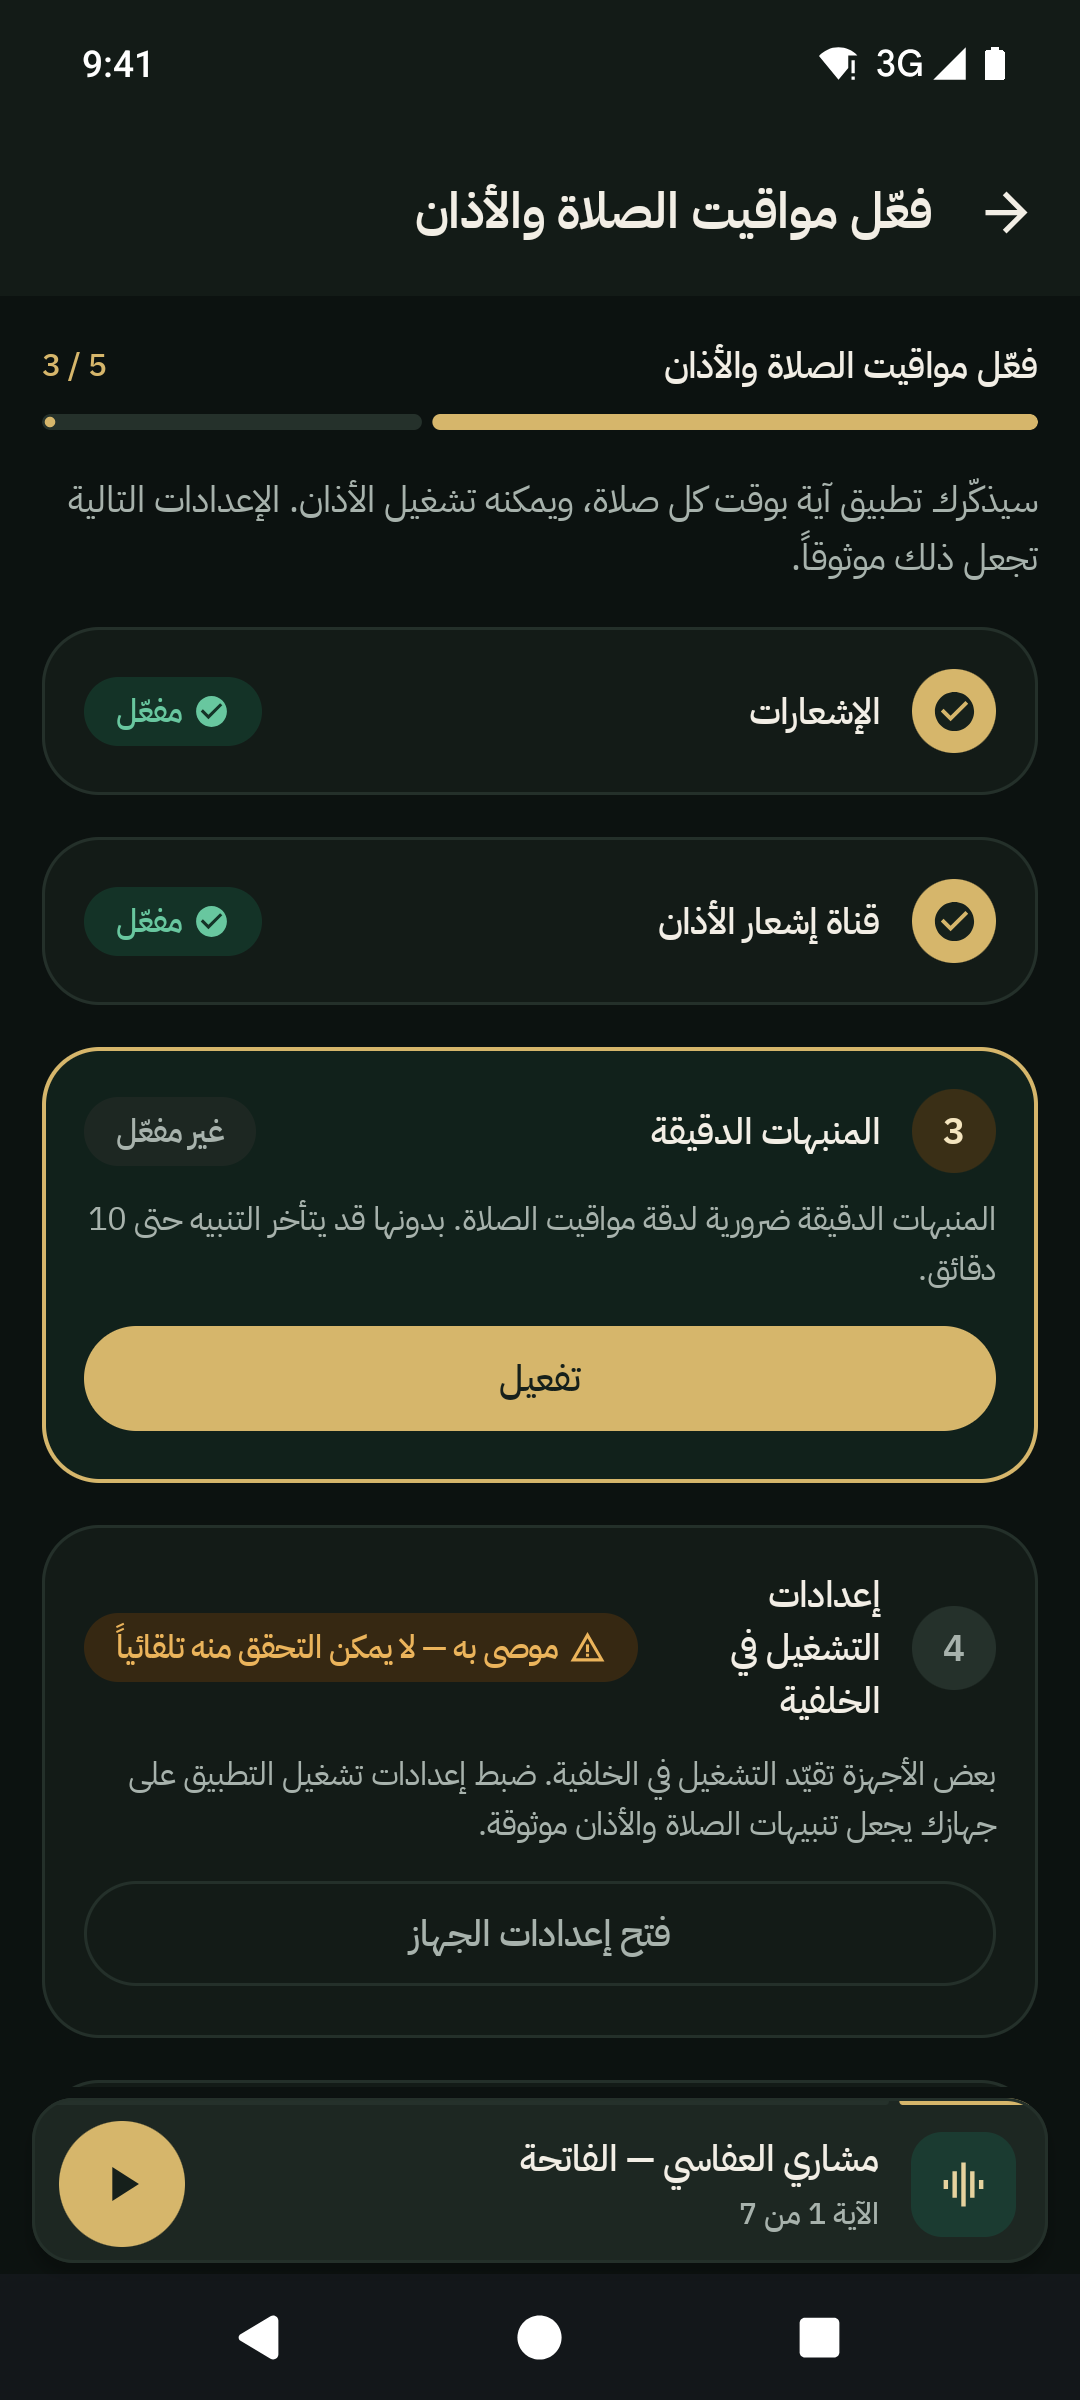 9:41
3G
فعّل مواقيت الصلاة والأذان
فعّل مواقيت الصلاة والأذان
3 / 5
سيذكّرك تطبيق آية بوقت كل صلاة، ويمكنه تشغيل الأذان. الإعدادات التالية
تجعل ذلك موثوقاً.
الإشعارات
مفعّل
قناة إشعار الأذان
مفعّل
3
المنبهات الدقيقة
غير مفعّل
المنبهات الدقيقة ضرورية لدقة مواقيت الصلاة. بدونها قد يتأخر التنبيه حتى 10
دقائق.
تفعيل
4
إعدادات
التشغيل في
الخلفية
موصى به — لا يمكن التحقق منه تلقائياً
بعض الأجهزة تقيّد التشغيل في الخلفية. ضبط إعدادات تشغيل التطبيق على
جهازك يجعل تنبيهات الصلاة والأذان موثوقة.
فتح إعدادات الجهاز
مشاري العفاسي — الفاتحة
الآية 1 من 7